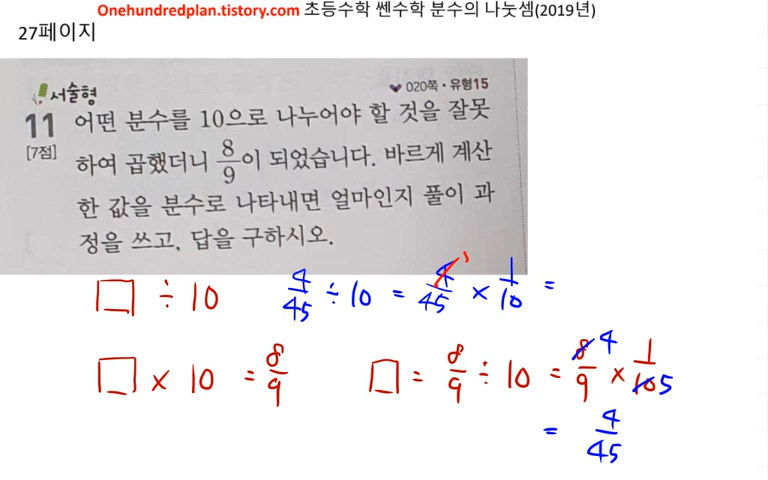 Onehundredplan.tistory.com 초등수학 쎈수학 분수의 나눗셈(2019년)
27페이지
서술형
020쪽·유형15
11 어떤 분수를 10으로 나누어야 할 것을 잘못
[7점] 하여 곱했더니 8/9이 되었습니다. 바르게 계산
한 값을 분수로 나타내면 얼마인지 풀이 과
정을 쓰고, 답을 구하시오.
□ ÷ 10
4/45 ÷ 10 = 4/45 × 1/10 =
1
□ × 10 = 8/9
□ = 8/9 ÷ 10 = 8/9 × 1/10
4
5
= 4/45